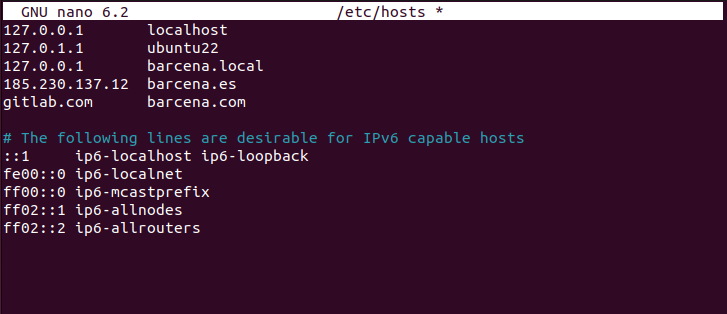 GNU nano 6.2 /etc/hosts *
127.0.0.1 localhost
127.0.1.1 ubuntu22
127.0.0.1 barcena.local
185.230.137.12 barcena.es
gitlab.com barcena.com
# The following lines are desirable for IPv6 capable hosts
::1 ip6-localhost ip6-loopback
fe00::0 ip6-localnet
ff00::0 ip6-mcastprefix
ff02::1 ip6-allnodes
ff02::2 ip6-allrouters